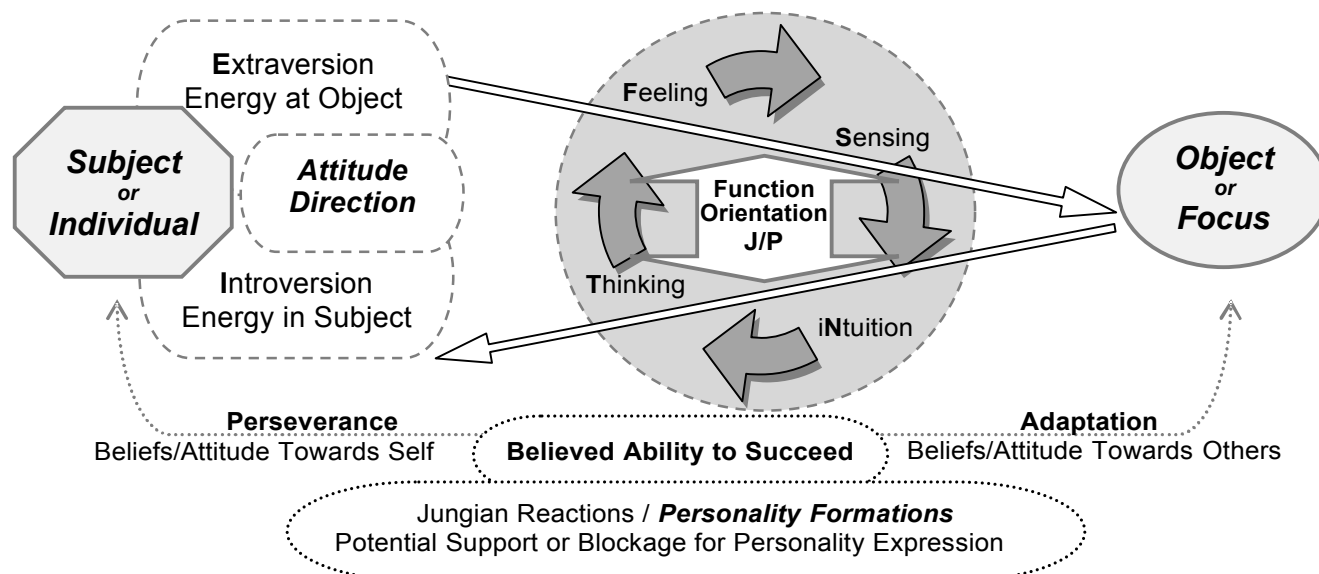 Extraversion
Energy at Object
Subject
or
Individual
Attitude
Direction
Introversion
Energy in Subject
Feeling
Sensing
Function
Orientation
J/P
Thinking
iNtuition
Object
or
Focus
Perseverance
Beliefs/Attitude Towards Self
Believed Ability to Succeed
Adaptation
Beliefs/Attitude Towards Others
Jungian Reactions / Personality Formations
Potential Support or Blockage for Personality Expression